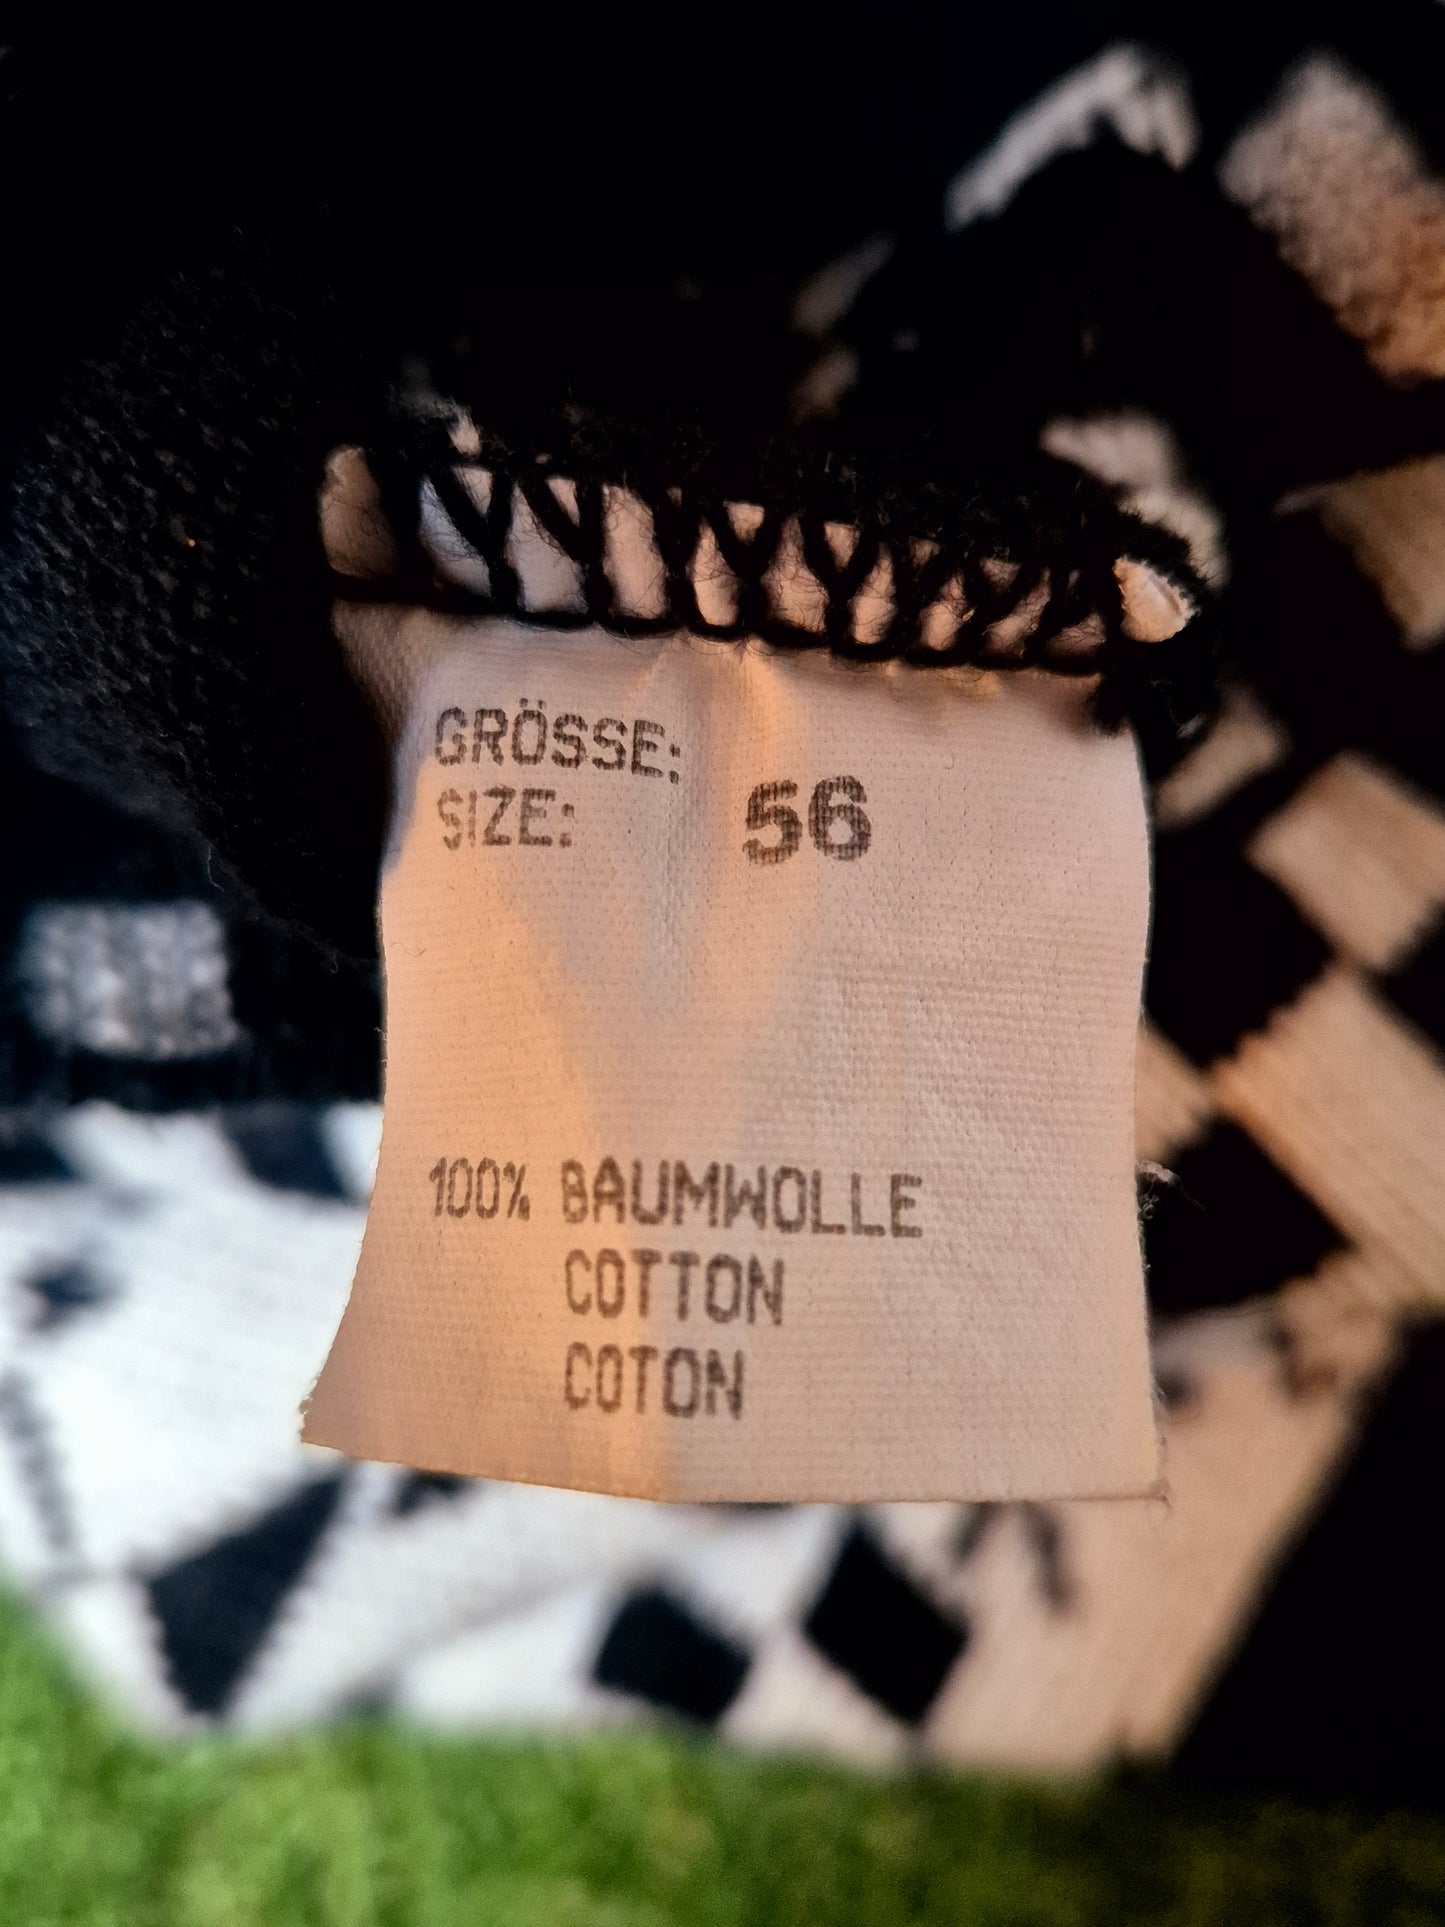 GRÖSSE:
SIZE: 56
100% BAUMWOLLE
COTTON
COTON